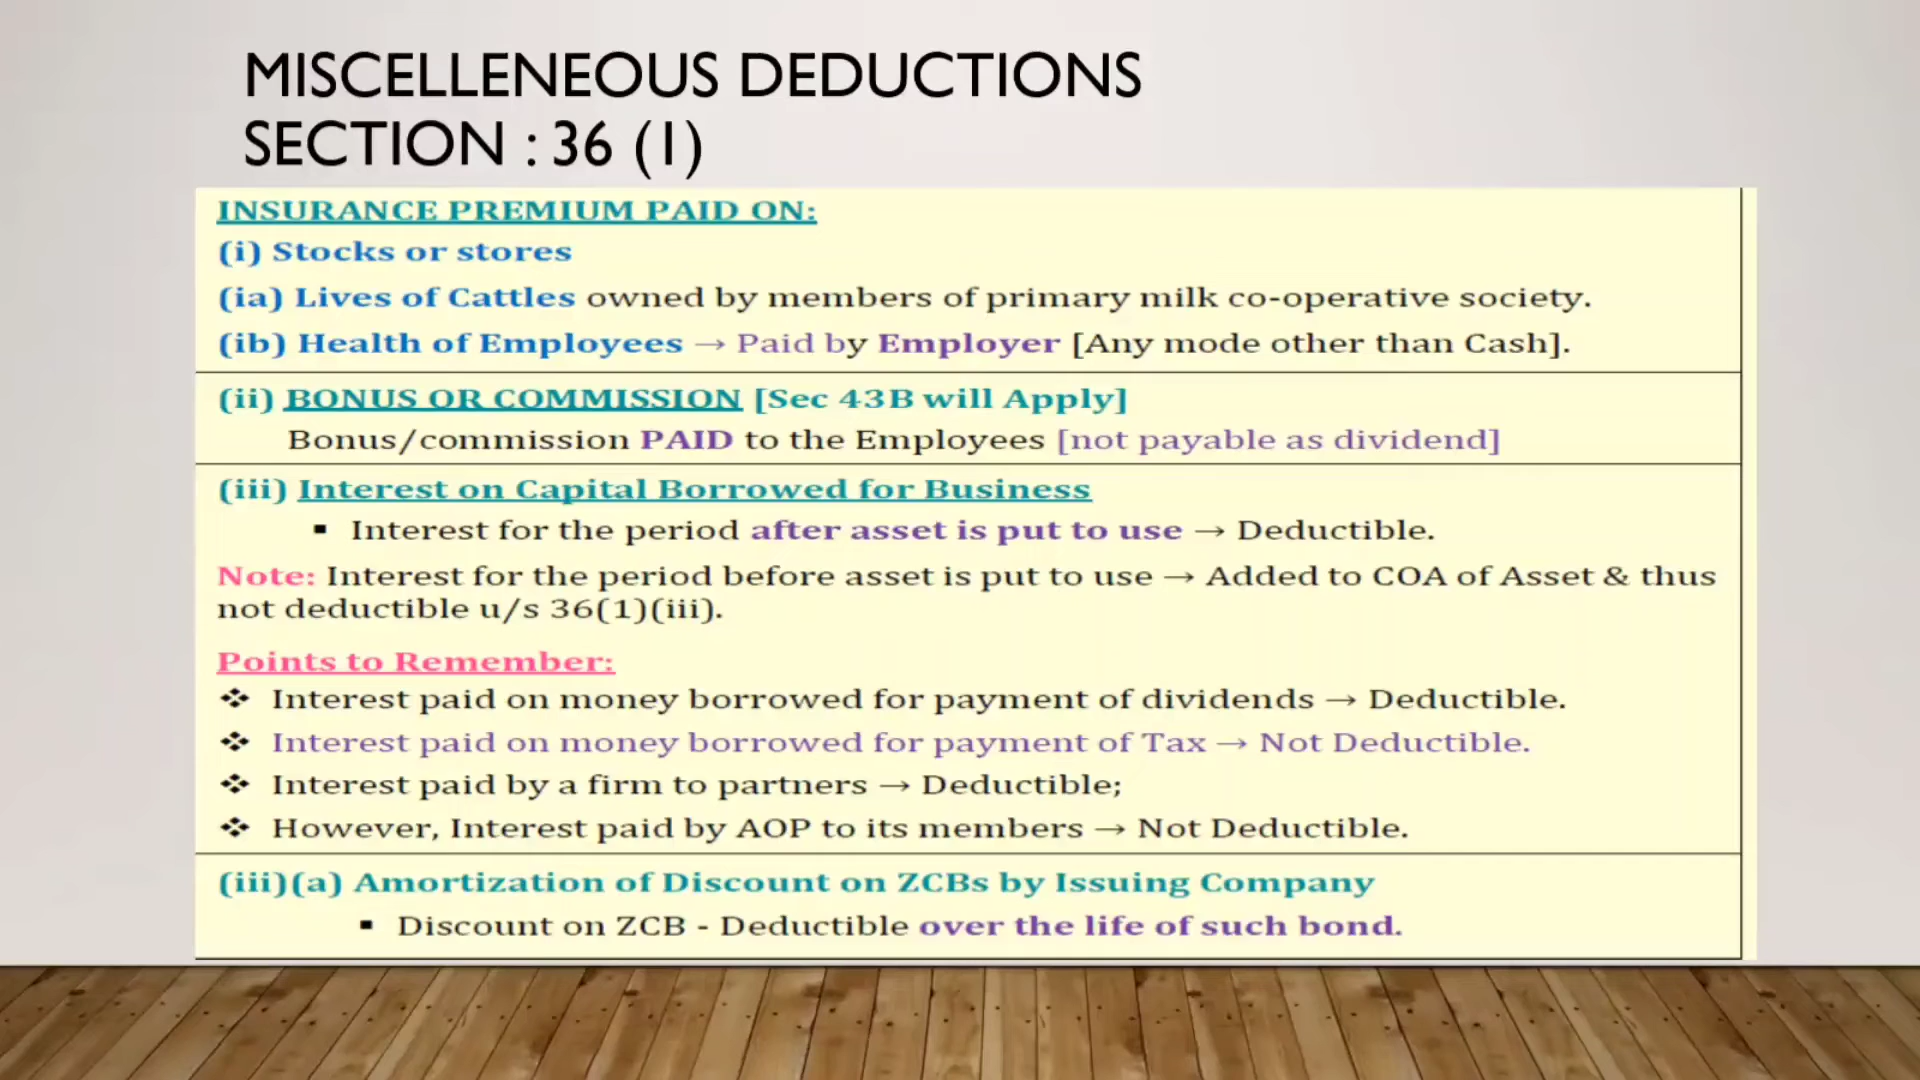 MISCELLENEOUS DEDUCTIONS
SECTION : 36 (1)
INSURANCE PREMIUM PAID ON:
(i) Stocks or stores
(ia) Lives of Cattles owned by members of primary milk co-operative society.
(ib) Health of Employees → Paid by Employer [Any mode other than Cash].
(ii) BONUS OR COMMISSION [Sec 43B will Apply]
Bonus/commission PAID to the Employees [not payable as dividend]
(iii) Interest on Capital Borrowed for Business
▪ Interest for the period after asset is put to use → Deductible.
Note: Interest for the period before asset is put to use → Added to COA of Asset & thus
not deductible u/s 36(1)(iii).
Points to Remember:
❖ Interest paid on money borrowed for payment of dividends → Deductible.
❖ Interest paid on money borrowed for payment of Tax → Not Deductible.
❖ Interest paid by a firm to partners → Deductible;
❖ However, Interest paid by AOP to its members → Not Deductible.
(iii)(a) Amortization of Discount on ZCBs by Issuing Company
▪ Discount on ZCB - Deductible over the life of such bond.